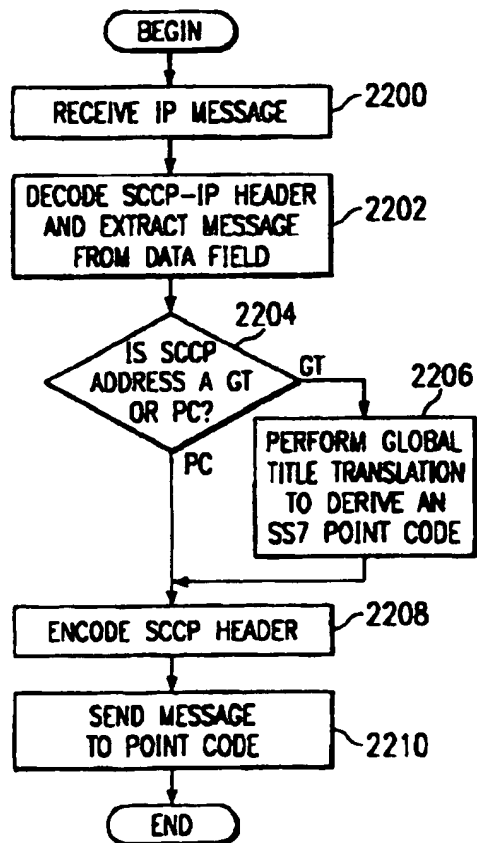 BEGIN
RECEIVE IP MESSAGE
2200
DECODE SCCP-IP HEADER
AND EXTRACT MESSAGE
FROM DATA FIELD
2202
2204
IS SCCP
ADDRESS A GT
OR PC?
GT
PC
2206
PERFORM GLOBAL
TITLE TRANSLATION
TO DERIVE AN
SS7 POINT CODE
ENCODE SCCP HEADER
2208
SEND MESSAGE
TO POINT CODE
2210
END